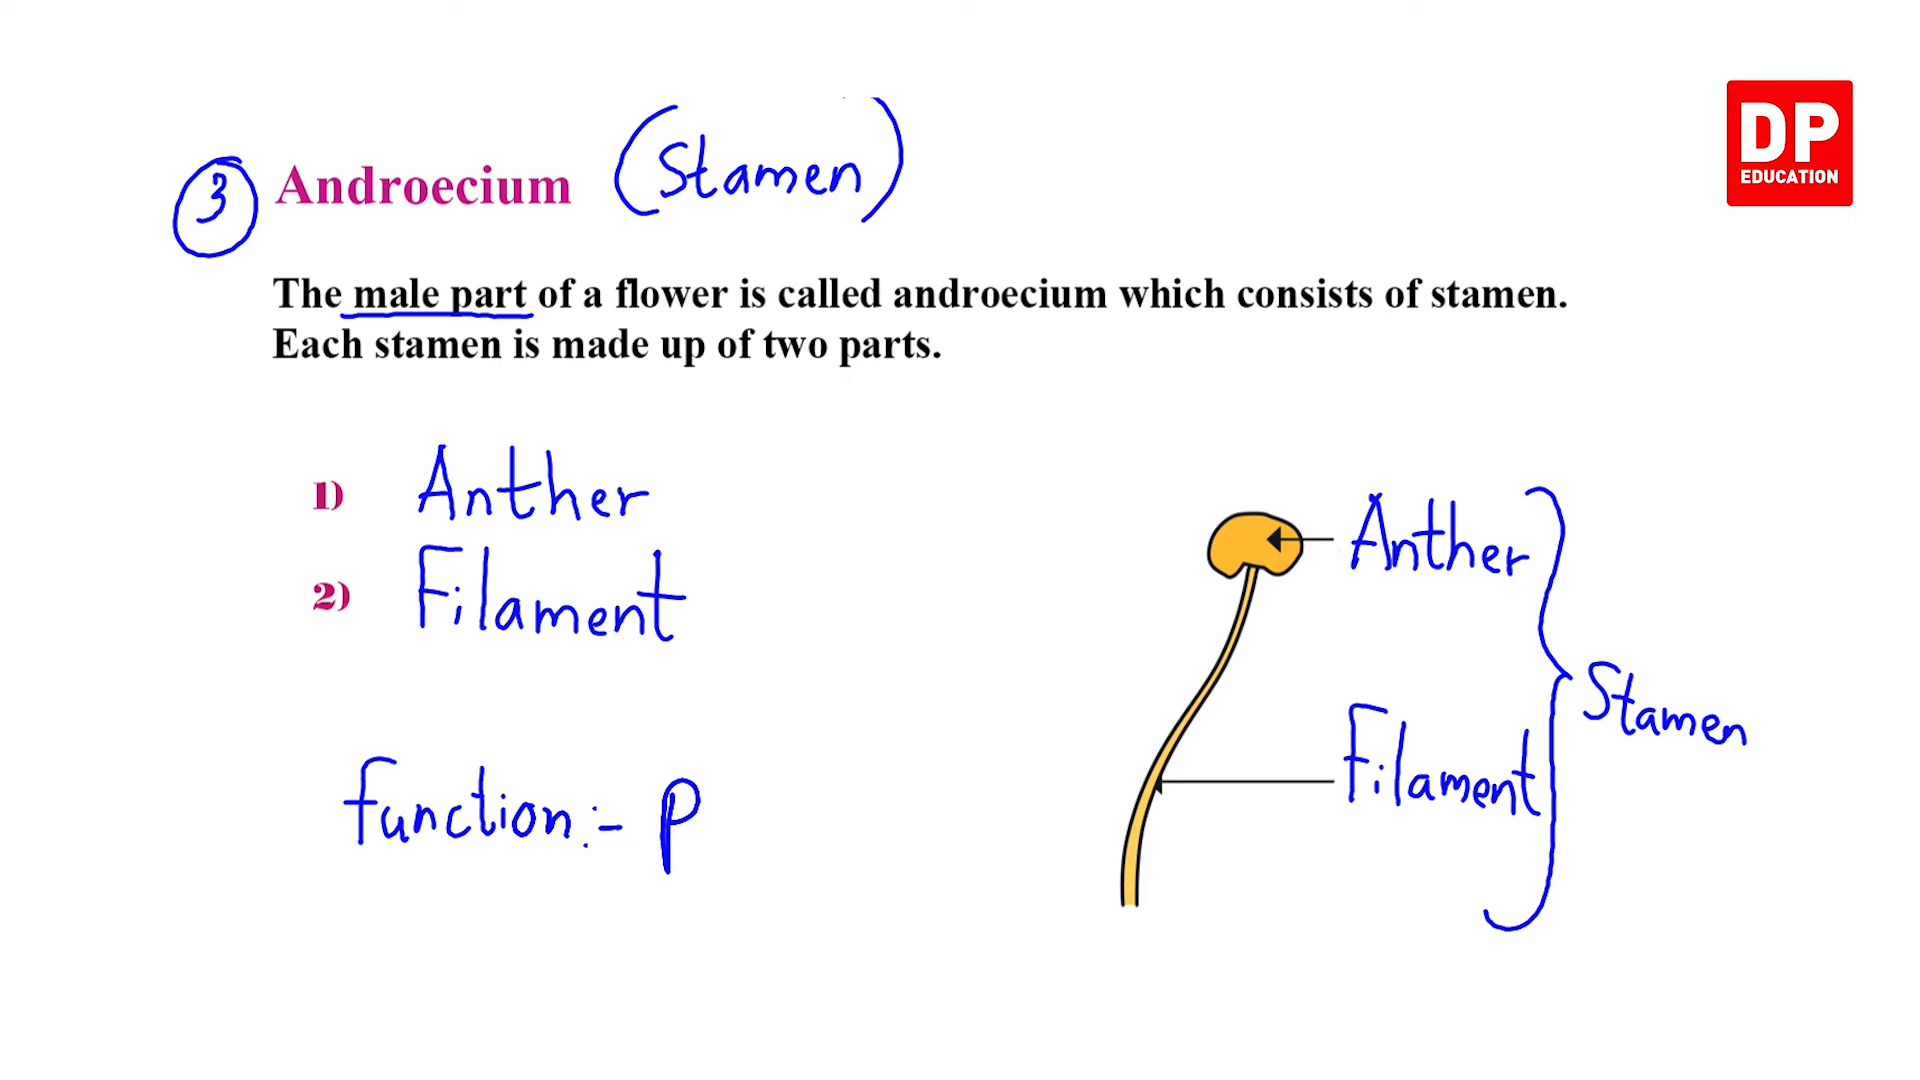 DP
EDUCATION
3 Androecium (Stamen)
The male part of a flower is called androecium which consists of stamen.
Each stamen is made up of two parts.
1) Anther
2) Filament
Anther
Filament
Stamen
function :- P